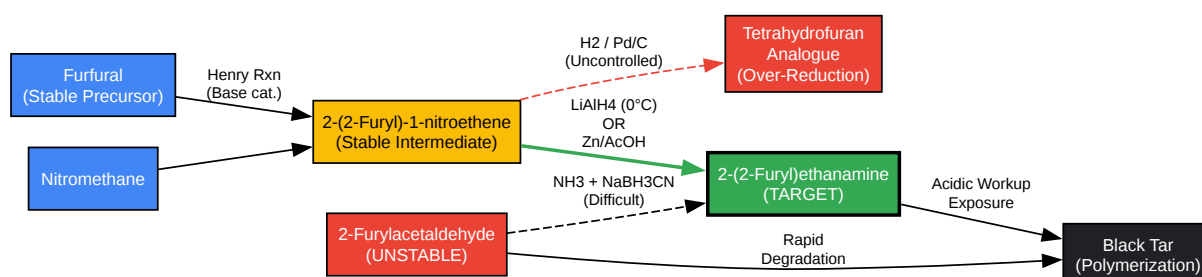 Furfural
(Stable Precursor)
Nitromethane
Henry Rxn
(Base cat.)
2-(2-Furyl)-1-nitroethene
(Stable Intermediate)
H2 / Pd/C
(Uncontrolled)
Tetrahydrofuran
Analogue
(Over-Reduction)
LiAlH4 (0°C)
OR
Zn/AcOH
NH3 + NaBH3CN
(Difficult)
2-(2-Furyl)ethanamine
(TARGET)
2-Furylacetaldehyde
(UNSTABLE)
Rapid
Degradation
Acidic Workup
Exposure
Black Tar
(Polymerization)